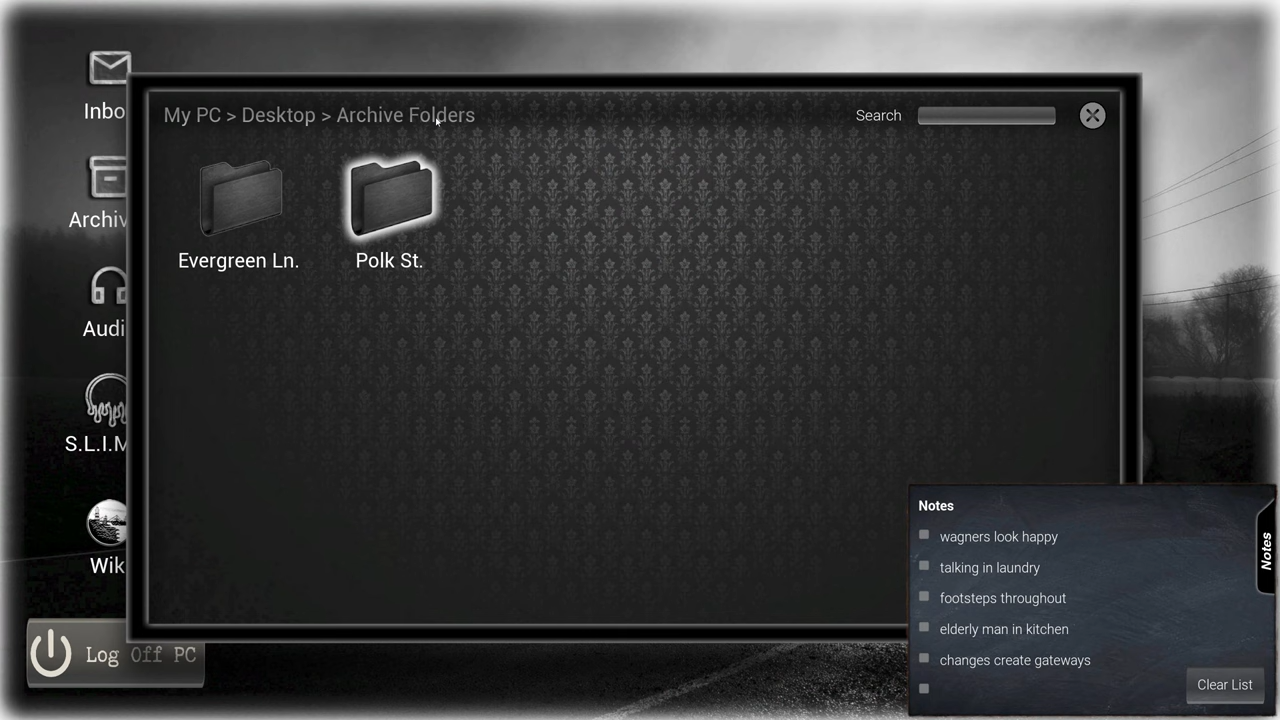 My PC > Desktop > Archive Folders
Search
Evergreen Ln.
Polk St.
Inbo
Archiv
Audi
S.L.I.M
Wik
Log Off PC
Notes
wagners look happy
talking in laundry
footsteps throughout
elderly man in kitchen
changes create gateways
Clear List
Notes